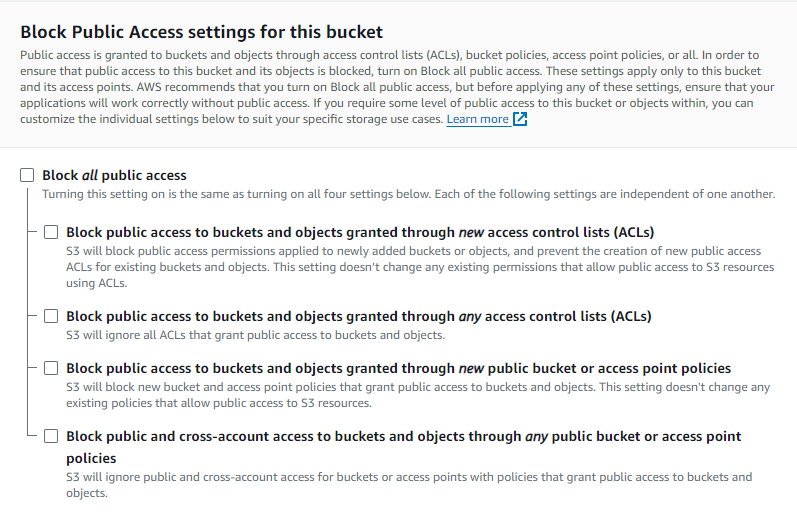 Block Public Access settings for this bucket
Public access is granted to buckets and objects through access control lists (ACLs), bucket policies, access point policies, or all. In order to
ensure that public access to this bucket and its objects is blocked, turn on Block all public access. These settings apply only to this bucket
and its access points. AWS recommends that you turn on Block all public access, but before applying any of these settings, ensure that your
applications will work correctly without public access. If you require some level of public access to this bucket or objects within, you can
customize the individual settings below to suit your specific storage use cases. Learn more
Block all public access
Turning this setting on is the same as turning on all four settings below. Each of the following settings are independent of one another.
Block public access to buckets and objects granted through new access control lists (ACLs)
S3 will block public access permissions applied to newly added buckets or objects, and prevent the creation of new public access
ACLs for existing buckets and objects. This setting doesn't change any existing permissions that allow public access to S3 resources
using ACLs.
Block public access to buckets and objects granted through any access control lists (ACLs)
S3 will ignore all ACLs that grant public access to buckets and objects.
Block public access to buckets and objects granted through new public bucket or access point policies
S3 will block new bucket and access point policies that grant public access to buckets and objects. This setting doesn't change any
existing policies that allow public access to S3 resources.
Block public and cross-account access to buckets and objects through any public bucket or access point
policies
S3 will ignore public and cross-account access for buckets or access points with policies that grant public access to buckets and
objects.